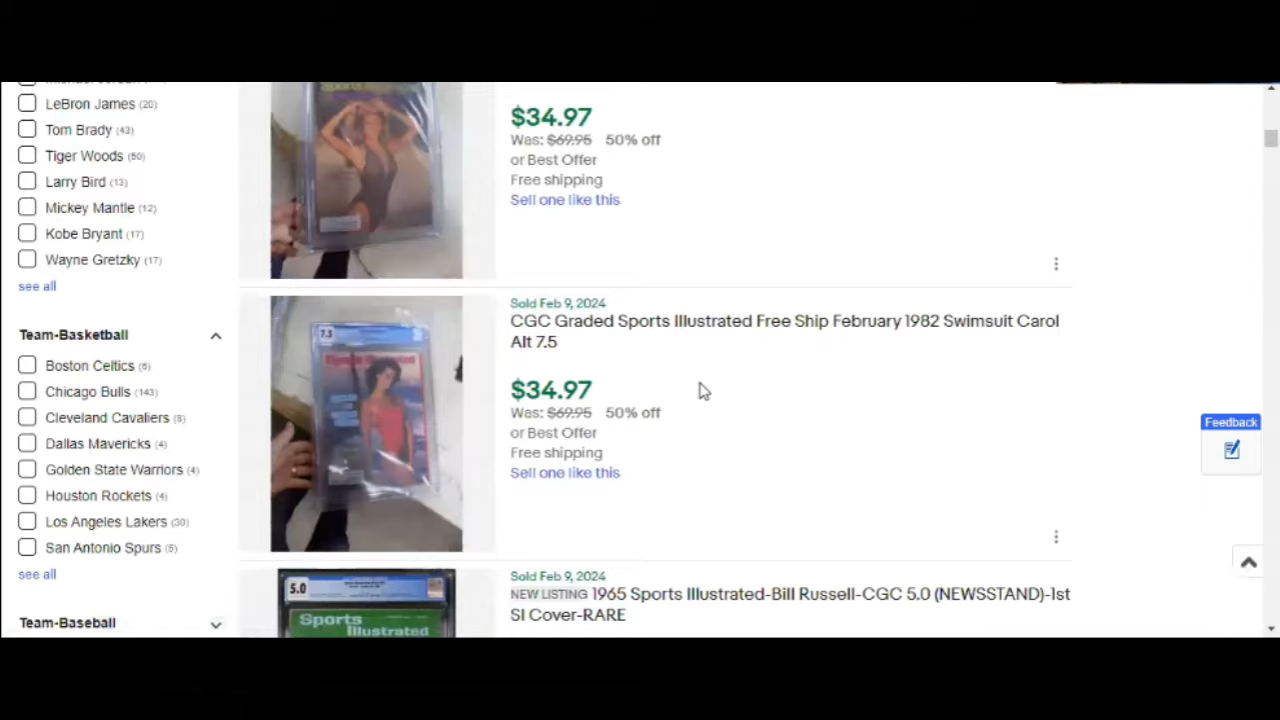 LeBron James (20)
Tom Brady (43)
Tiger Woods (50)
Larry Bird (13)
Mickey Mantle (12)
Kobe Bryant (17)
Wayne Gretzky (17)
see all
Team-Basketball
Boston Celtics (6)
Chicago Bulls (143)
Cleveland Cavaliers (8)
Dallas Mavericks (4)
Golden State Warriors (4)
Houston Rockets (4)
Los Angeles Lakers (30)
San Antonio Spurs (5)
see all
Team-Baseball
$34.97
Was: $69.95 50% off
or Best Offer
Free shipping
Sell one like this
7.5
Sold Feb 9, 2024
CGC Graded Sports Illustrated Free Ship February 1982 Swimsuit Carol
Alt 7.5
$34.97
Was: $69.95 50% off
or Best Offer
Free shipping
Sell one like this
5.0
Sports
Illustrated
Sold Feb 9, 2024
NEW LISTING 1965 Sports Illustrated-Bill Russell-CGC 5.0 (NEWSSTAND)-1st
SI Cover-RARE
Feedback